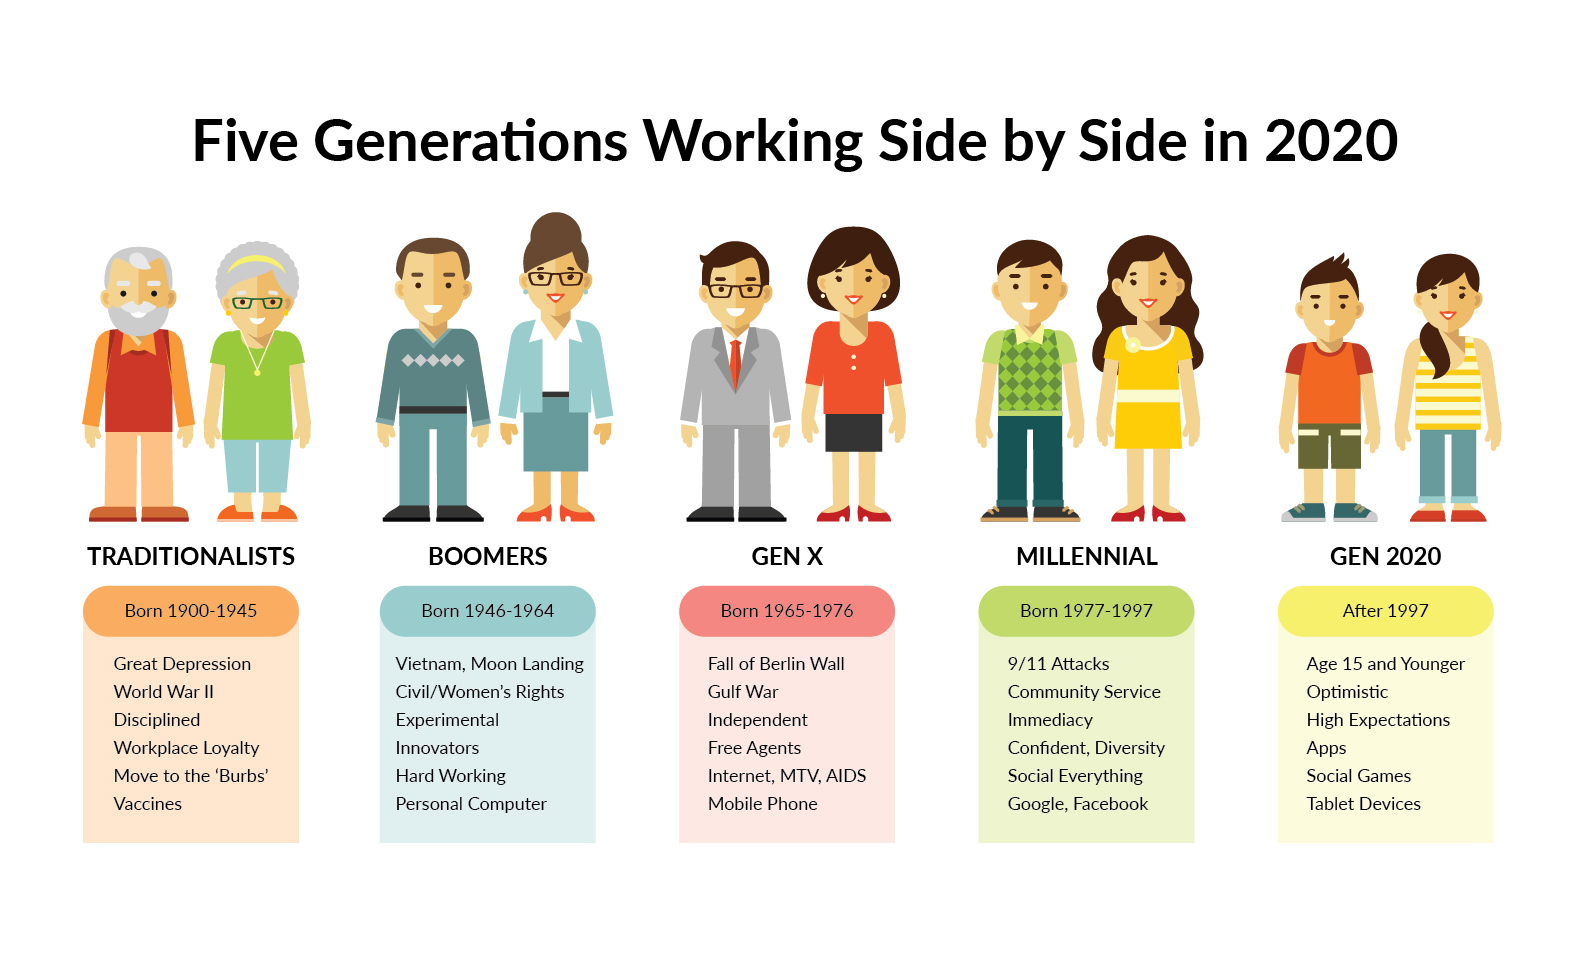 Five Generations Working Side by Side in 2020
TRADITIONALISTS
Born 1900-1945
Great Depression
World War II
Disciplined
Workplace Loyalty
Move to the ‘Burbs’
Vaccines
BOOMERS
Born 1946-1964
Vietnam, Moon Landing
Civil/Women’s Rights
Experimental
Innovators
Hard Working
Personal Computer
GEN X
Born 1965-1976
Fall of Berlin Wall
Gulf War
Independent
Free Agents
Internet, MTV, AIDS
Mobile Phone
MILLENNIAL
Born 1977-1997
9/11 Attacks
Community Service
Immediacy
Confident, Diversity
Social Everything
Google, Facebook
GEN 2020
After 1997
Age 15 and Younger
Optimistic
High Expectations
Apps
Social Games
Tablet Devices